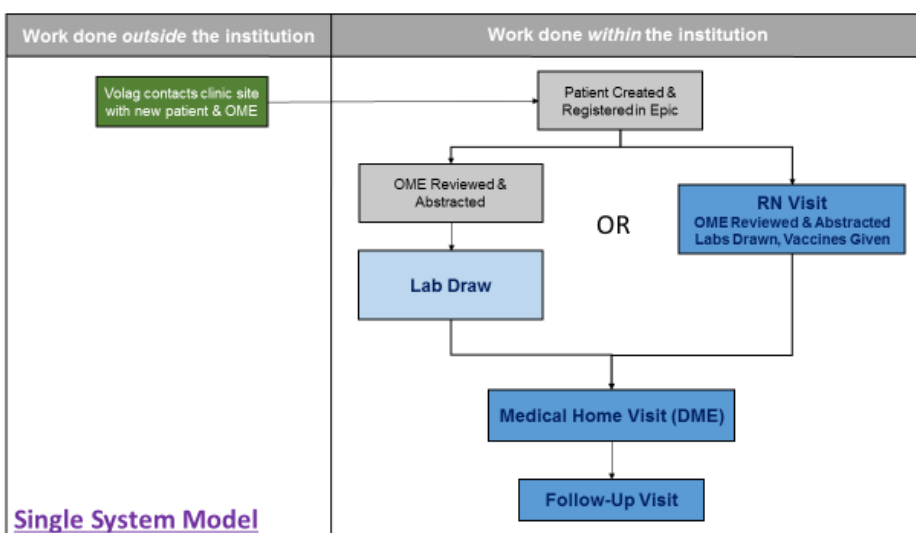 Work done outside the institution
Work done within the institution
Volag contacts clinic site
with new patient & OME
Patient Created &
Registered in Epic
OME Reviewed &
Abstracted
OR
RN Visit
OME Reviewed & Abstracted
Labs Drawn, Vaccines Given
Lab Draw
Medical Home Visit (DME)
Follow-Up Visit
Single System Model